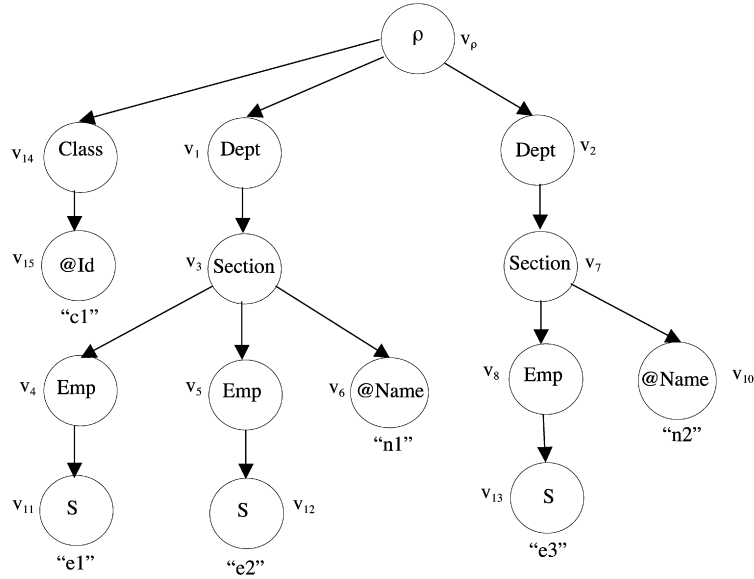 ρ vρ
v14 Class v1 Dept Dept v2
v15 @Id v3 Section Section v7
“c1”
v4 Emp v5 Emp v6 @Name v8 Emp @Name v10
“n1” “n2”
v11 S S v12 v13 S
“e1” “e2” “e3”